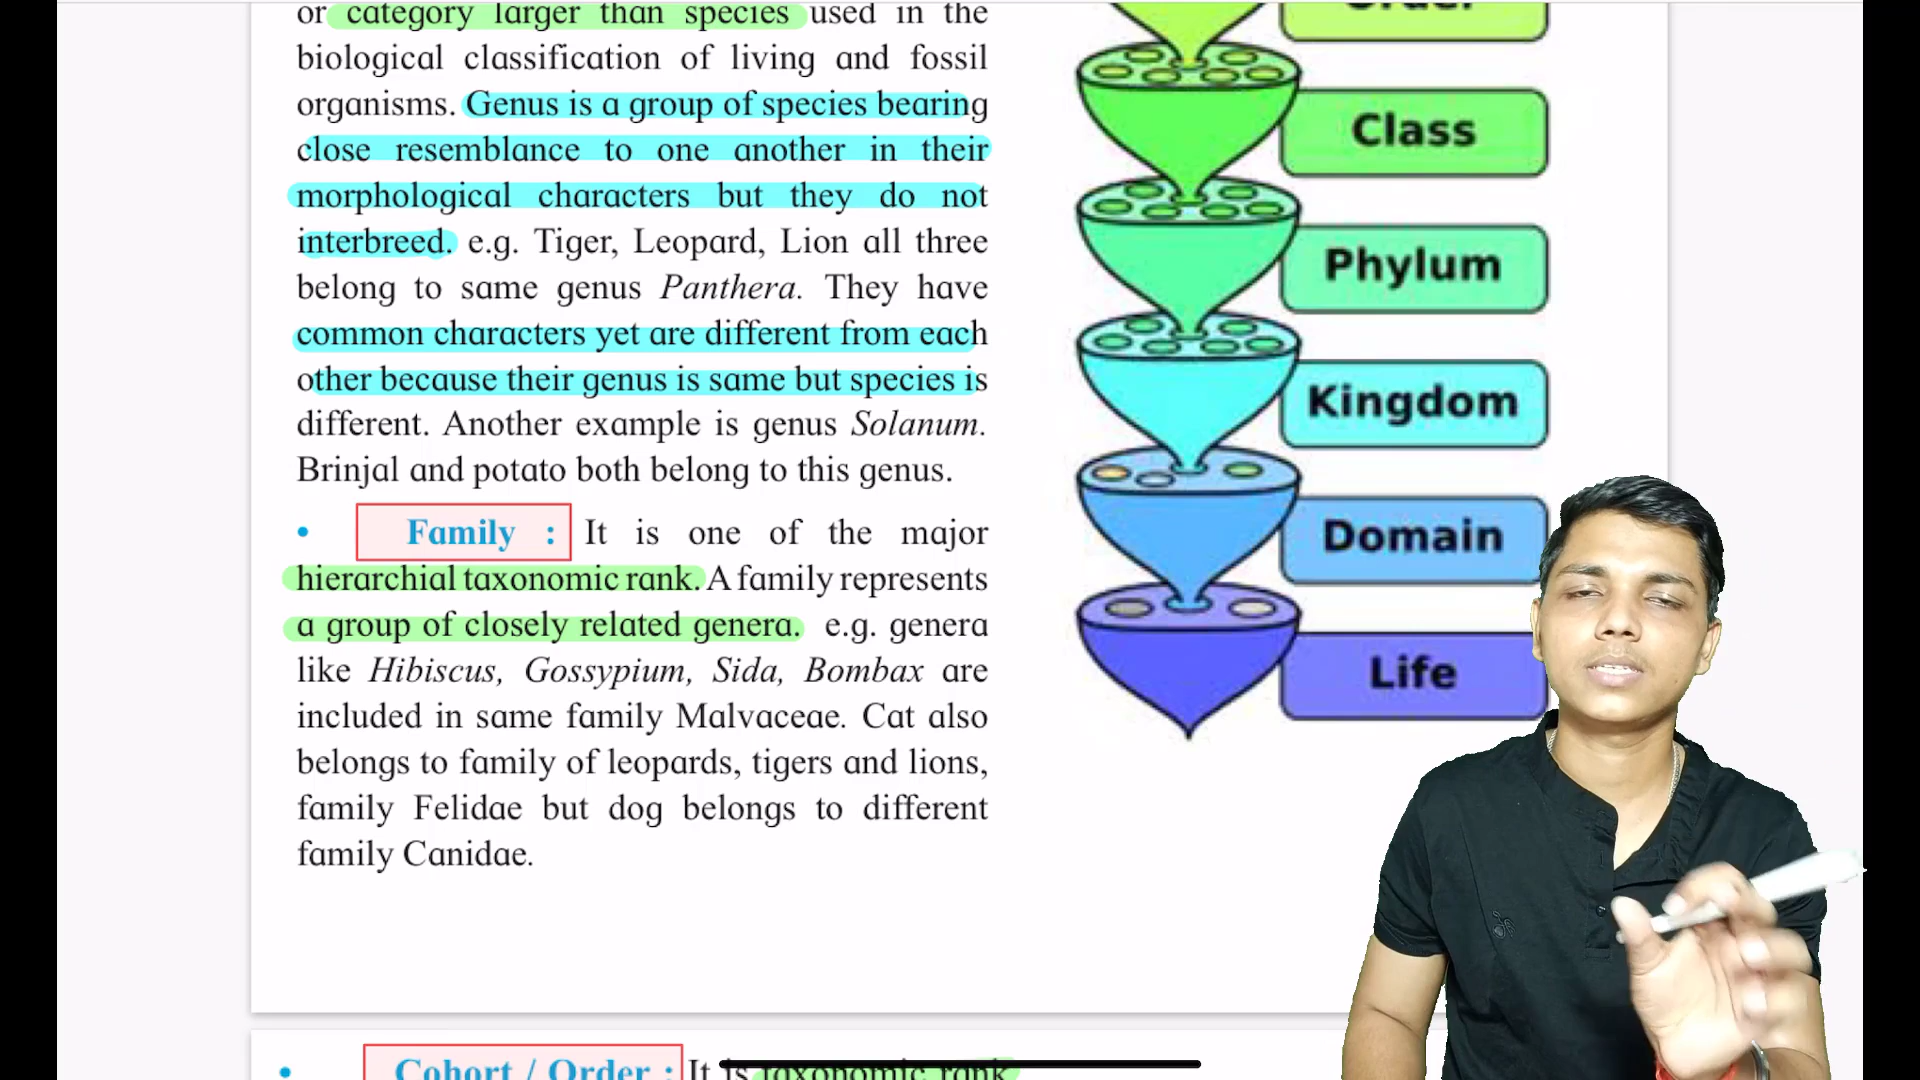 or category larger than species used in the
biological classification of living and fossil
organisms. Genus is a group of species bearing
close resemblance to one another in their
morphological characters but they do not
interbreed. e.g. Tiger, Leopard, Lion all three
belong to same genus Panthera. They have
common characters yet are different from each
other because their genus is same but species is
different. Another example is genus Solanum.
Brinjal and potato both belong to this genus.
• Family : It is one of the major
hierarchial taxonomic rank. A family represents
a group of closely related genera. e.g. genera
like Hibiscus, Gossypium, Sida, Bombax are
included in same family Malvaceae. Cat also
belongs to family of leopards, tigers and lions,
family Felidae but dog belongs to different
family Canidae.
• Cohort / Order : It is taxonomic rank
Order
Class
Phylum
Kingdom
Domain
Life